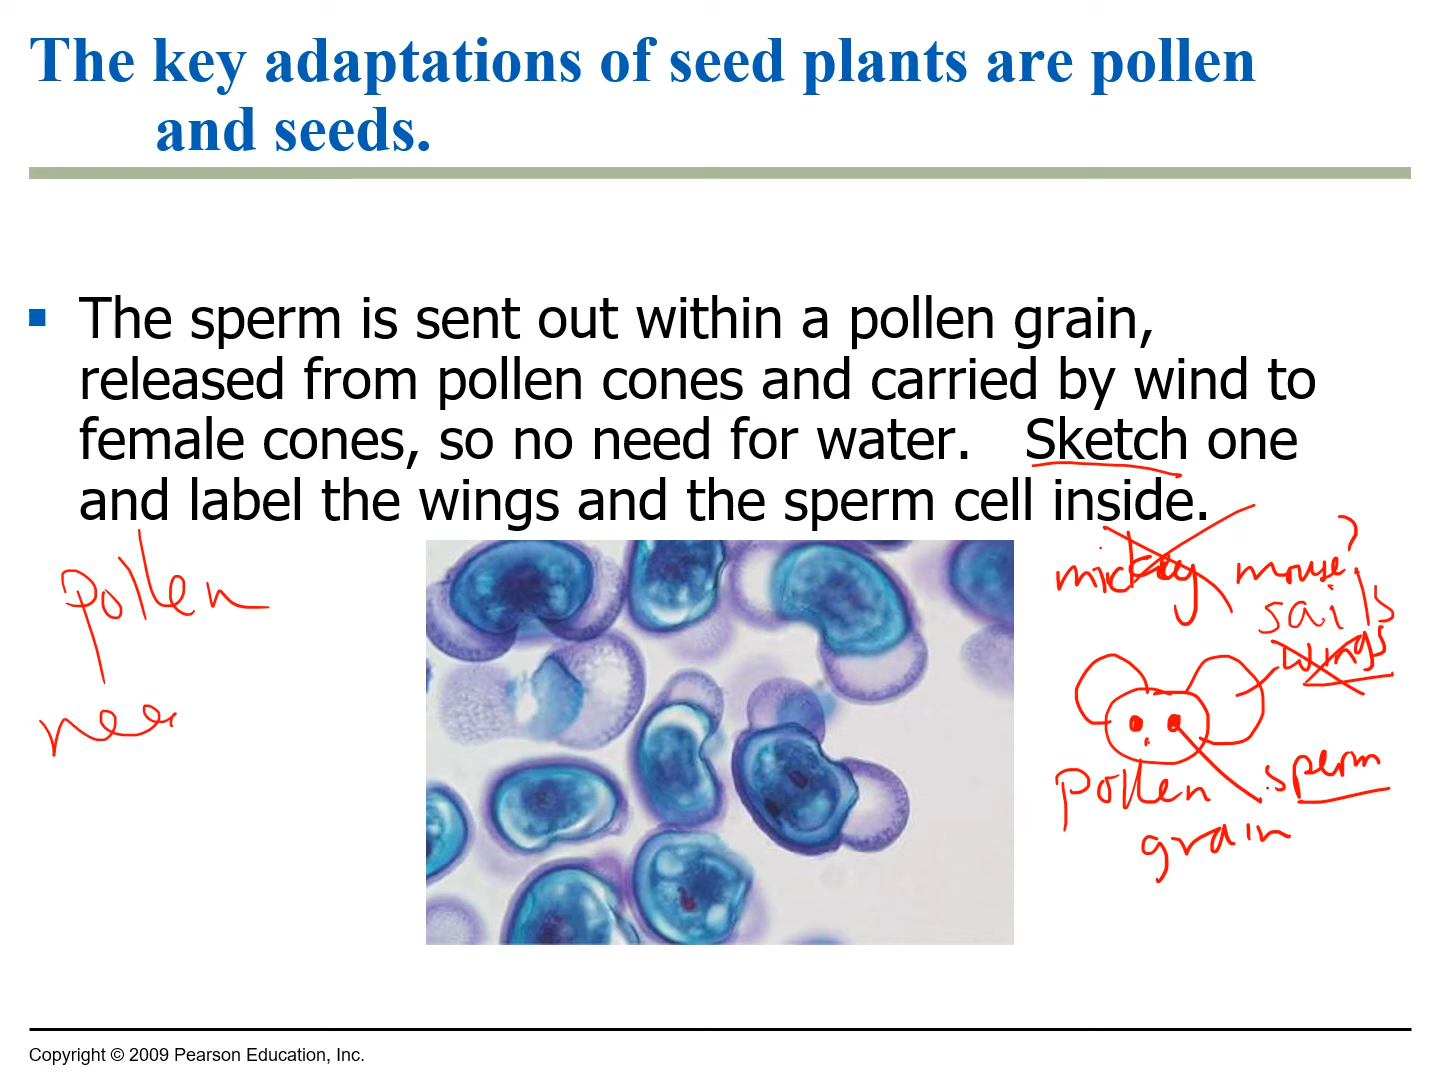 The key adaptations of seed plants are pollen
and seeds.
■ The sperm is sent out within a pollen grain,
released from pollen cones and carried by wind to
female cones, so no need for water. Sketch one
and label the wings and the sperm cell inside.
pollen
nee
micky mouse?
sails
wings
sperm
pollen
grain
Copyright © 2009 Pearson Education, Inc.